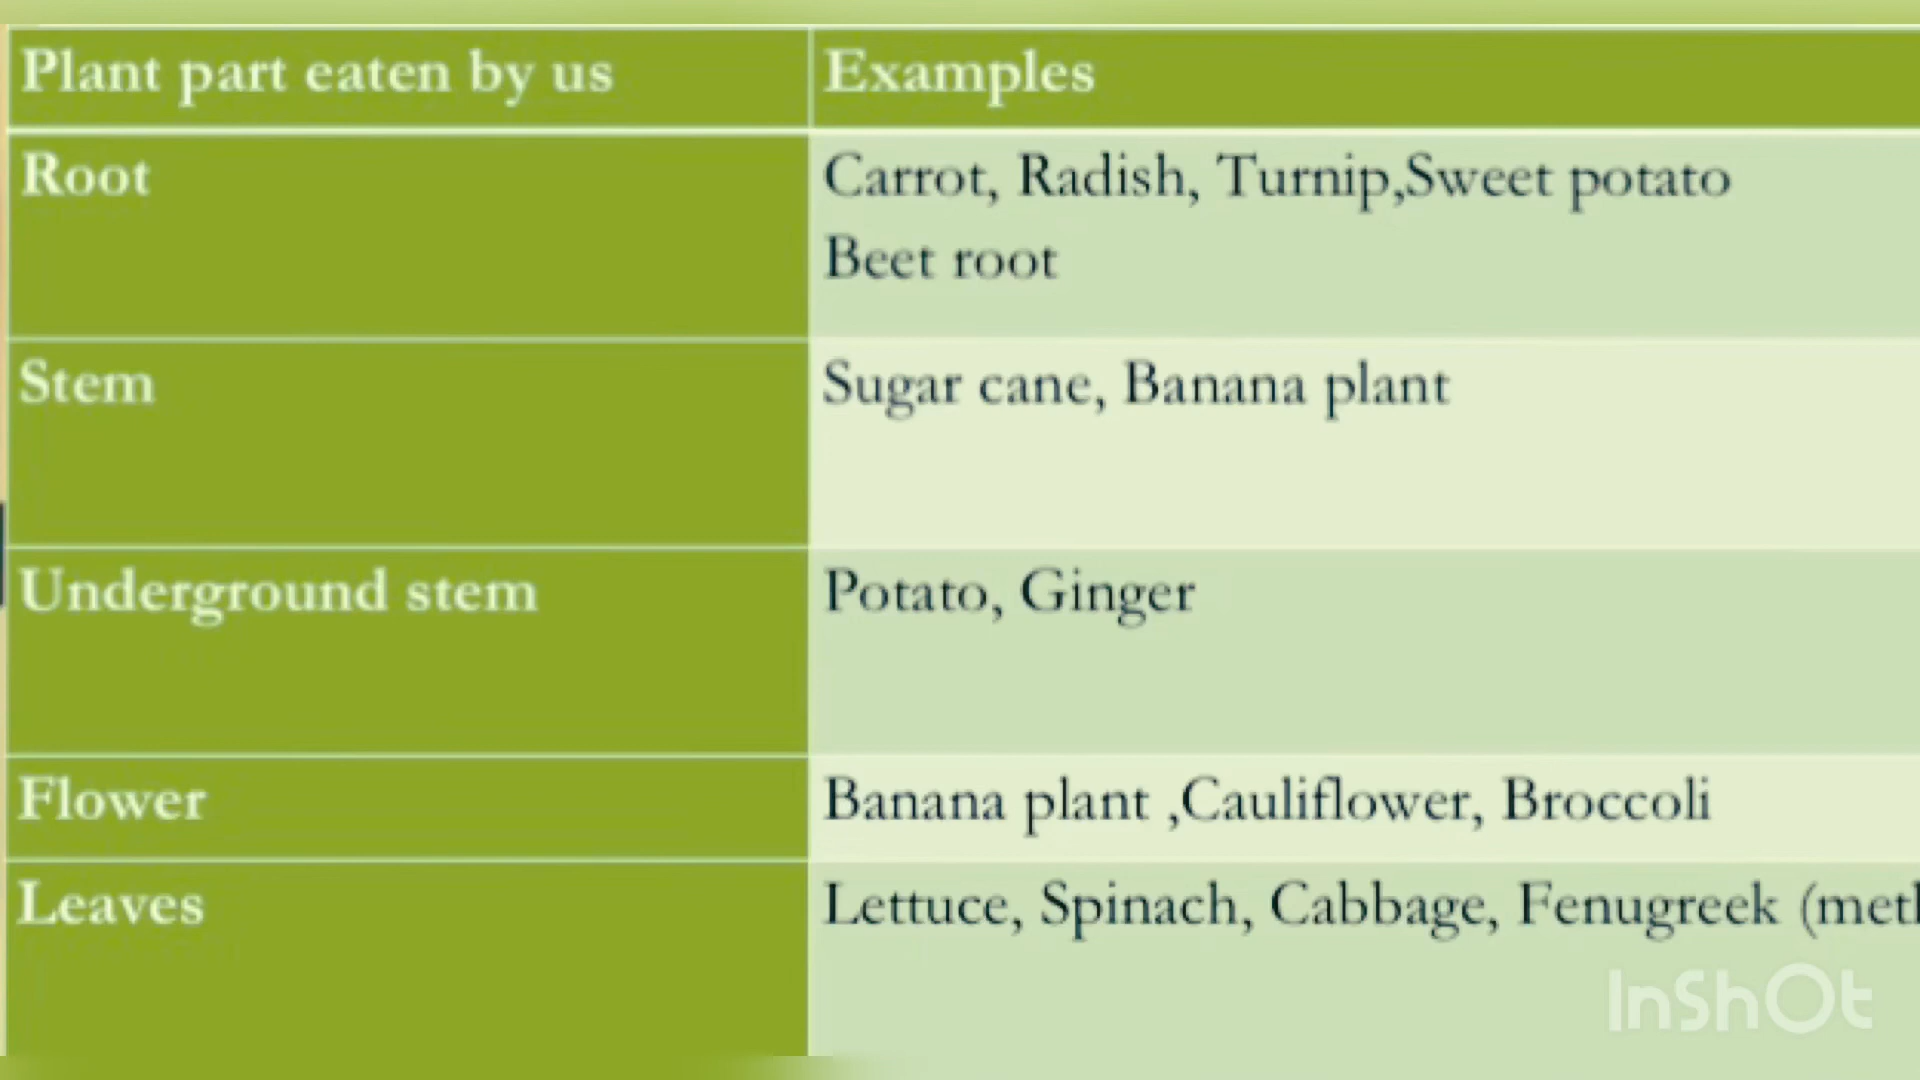 Plant part eaten by us Examples
Root Carrot, Radish, Turnip,Sweet potato
Beet root
Stem Sugar cane, Banana plant
Underground stem Potato, Ginger
Flower Banana plant ,Cauliflower, Broccoli
Leaves Lettuce, Spinach, Cabbage, Fenugreek
InShOt